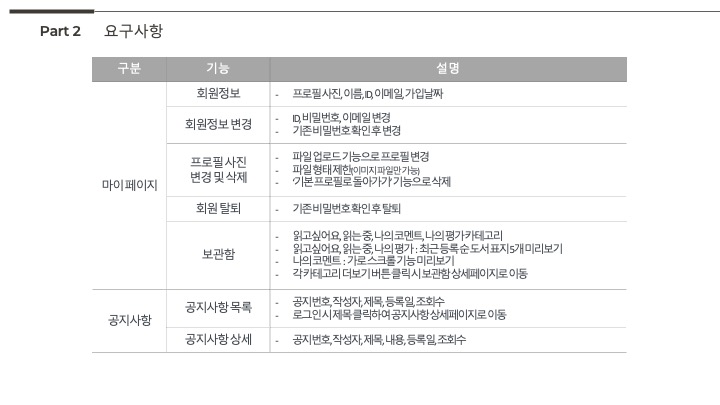 Part 2 요구사항
구분 기능 설명
마이 페이지
회원정보
- 프로필 사진, 이름, ID, 이메일, 가입날짜
회원정보 변경
- ID, 비밀번호, 이메일 변경
- 기존 비밀번호 확인 후 변경
프로필 사진
변경 및 삭제
- 파일 업로드 기능으로 프로필 변경
- 파일 형태 제한(이미지 파일만 가능)
- '기본 프로필로 돌아가기' 기능으로 삭제
회원 탈퇴
- 기존 비밀번호 확인 후 탈퇴
보관함
- 읽고싶어요, 읽는 중, 나의 코멘트, 나의 평가 카테고리
- 읽고싶어요, 읽는 중, 나의 평가 : 최근 등록 순 도서 표지 5개 미리보기
- 나의 코멘트 : 가로 스크롤 기능 미리보기
- 각 카테고리 더보기 버튼 클릭 시 보관함 상세페이지로 이동
공지사항
공지사항 목록
- 공지번호, 작성자, 제목, 등록일, 조회수
- 로그인 시 제목 클릭하여 공지사항 상세페이지로 이동
공지사항 상세
- 공지번호, 작성자, 제목, 내용, 등록일, 조회수